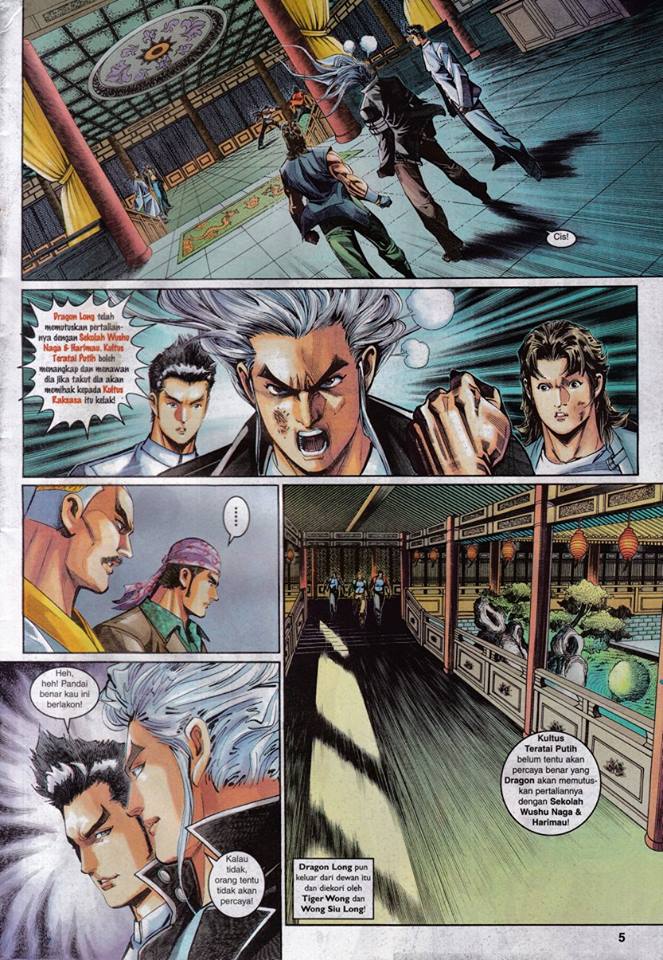 Cis!
Dragon Long telah
memutuskan pertalian-
nya dengan Sekolah Wushu
Naga & Harimau. Kultus
Teratai Putih boleh
menangkap dan menawan
dia jika takut dia akan
memihak kepada Kultus
Raksasa itu kelak!
......
Heh,
heh! Pandai
benar kau ini
berlakon!
Kalau
tidak,
orang tentu
tidak akan
percaya!
Kultus
Teratai Putih
belum tentu akan
percaya benar yang
Dragon akan memutus-
kan pertaliannya
dengan Sekolah
Wushu Naga &
Harimau!
Dragon Long pun
keluar dari dewan itu
dan diekori oleh
Tiger Wong dan
Wong Siu Long!
5